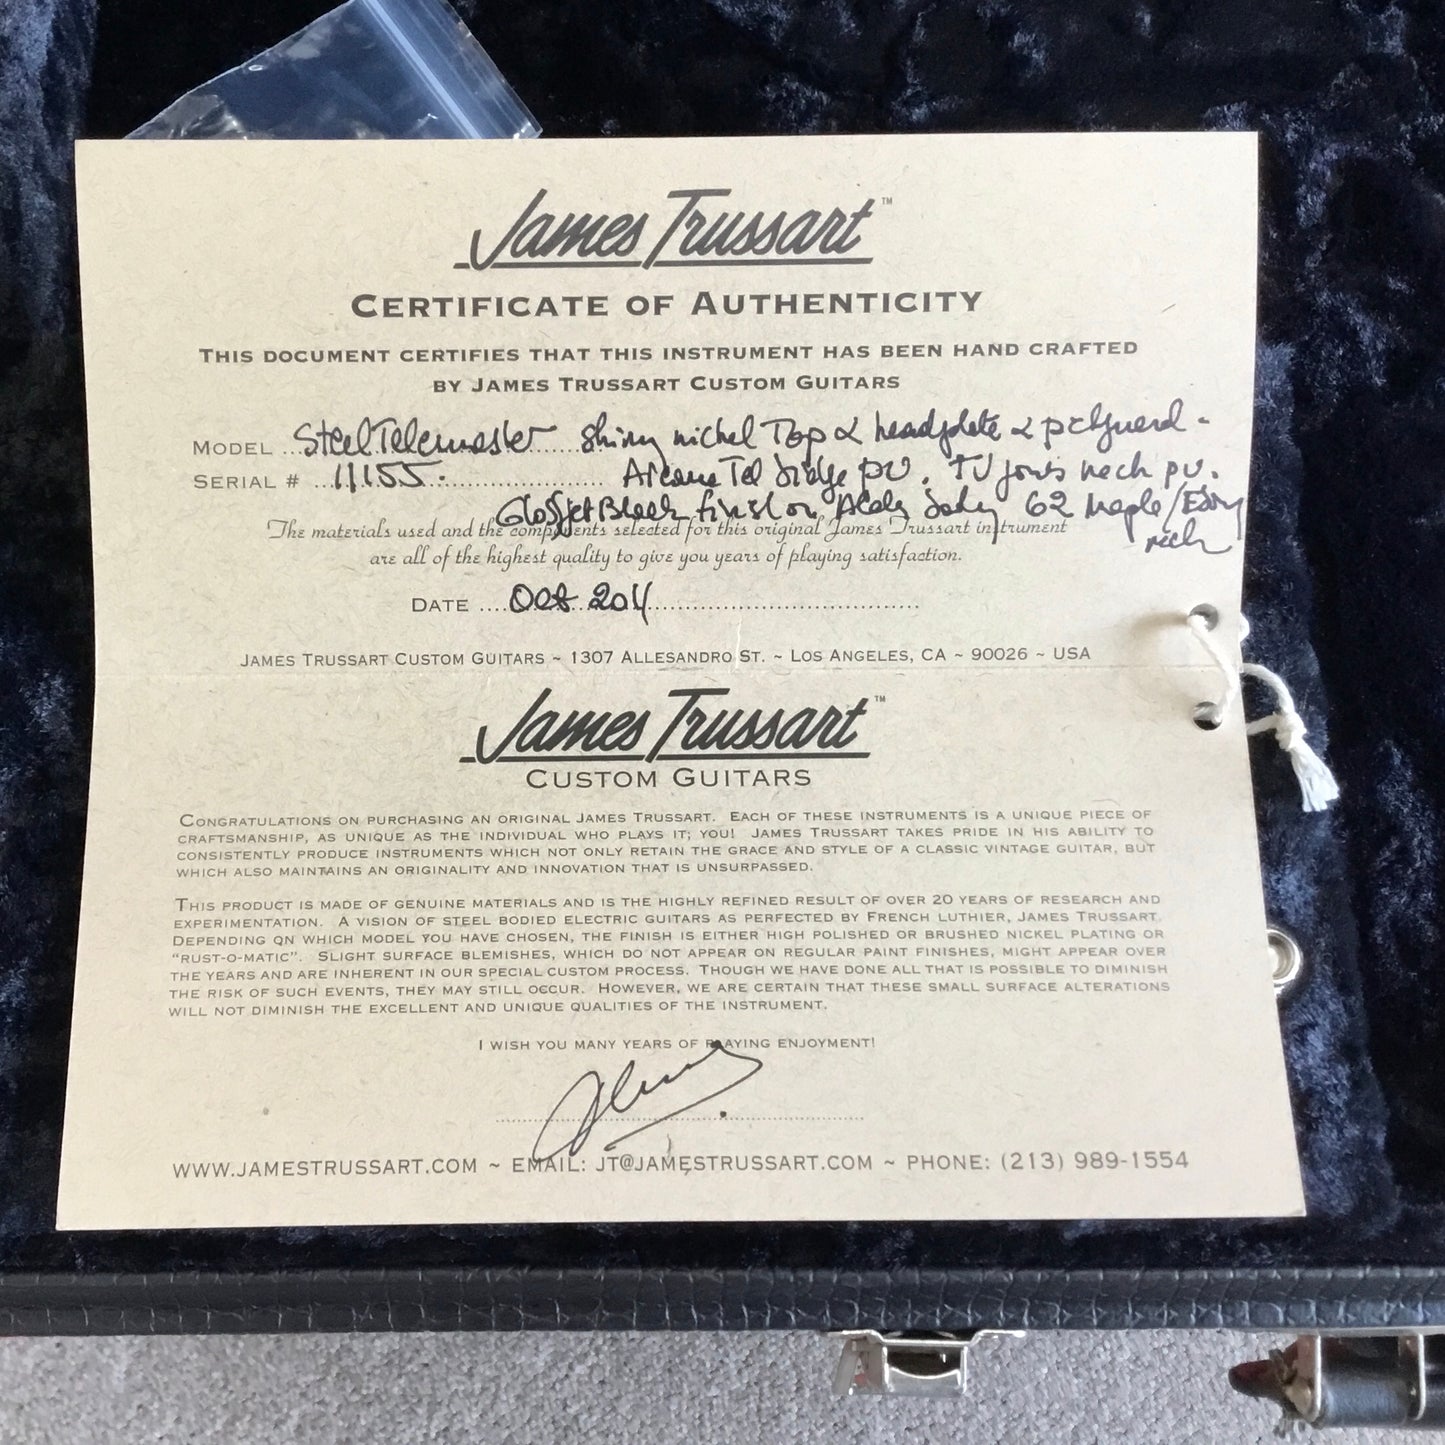 James Trussart™
CERTIFICATE OF AUTHENTICITY
THIS DOCUMENT CERTIFIES THAT THIS INSTRUMENT HAS BEEN HAND CRAFTED
BY JAMES TRUSSART CUSTOM GUITARS
MODEL ... Steel Telemaster shiny nickel Top & headplate & pickguard -
SERIAL # ... 11155. Arcane Tel bridge pu. TV Jones neck pu.
Gloss Jet Black finish on Alder body 62 Maple/Ebony
neck
The materials used and the components selected for this original James Trussart instrument
are all of the highest quality to give you years of playing satisfaction.
DATE .... Oct 2011
JAMES TRUSSART CUSTOM GUITARS ~ 1307 ALLESANDRO ST. ~ LOS ANGELES, CA ~ 90026 ~ USA
James Trussart™
CUSTOM GUITARS
CONGRATULATIONS ON PURCHASING AN ORIGINAL JAMES TRUSSART. EACH OF THESE INSTRUMENTS IS A UNIQUE PIECE OF
CRAFTSMANSHIP, AS UNIQUE AS THE INDIVIDUAL WHO PLAYS IT; YOU! JAMES TRUSSART TAKES PRIDE IN HIS ABILITY TO
CONSISTENTLY PRODUCE INSTRUMENTS WHICH NOT ONLY RETAIN THE GRACE AND STYLE OF A CLASSIC VINTAGE GUITAR, BUT
WHICH ALSO MAINTAINS AN ORIGINALITY AND INNOVATION THAT IS UNSURPASSED.
THIS PRODUCT IS MADE OF GENUINE MATERIALS AND IS THE HIGHLY REFINED RESULT OF OVER 20 YEARS OF RESEARCH AND
EXPERIMENTATION. A VISION OF STEEL BODIED ELECTRIC GUITARS AS PERFECTED BY FRENCH LUTHIER, JAMES TRUSSART.
DEPENDING ON WHICH MODEL YOU HAVE CHOSEN, THE FINISH IS EITHER HIGH POLISHED OR BRUSHED NICKEL PLATING OR
"RUST-O-MATIC". SLIGHT SURFACE BLEMISHES, WHICH DO NOT APPEAR ON REGULAR PAINT FINISHES, MIGHT APPEAR OVER
THE YEARS AND ARE INHERENT IN OUR SPECIAL CUSTOM PROCESS. THOUGH WE HAVE DONE ALL THAT IS POSSIBLE TO DIMINISH
THE RISK OF SUCH EVENTS, THEY MAY STILL OCCUR. HOWEVER, WE ARE CERTAIN THAT THESE SMALL SURFACE ALTERATIONS
WILL NOT DIMINISH THE EXCELLENT AND UNIQUE QUALITIES OF THE INSTRUMENT.
I WISH YOU MANY YEARS OF PLAYING ENJOYMENT!
WWW.JAMESTRUSSART.COM ~ EMAIL: JT@JAMESTRUSSART.COM ~ PHONE: (213) 989-1554